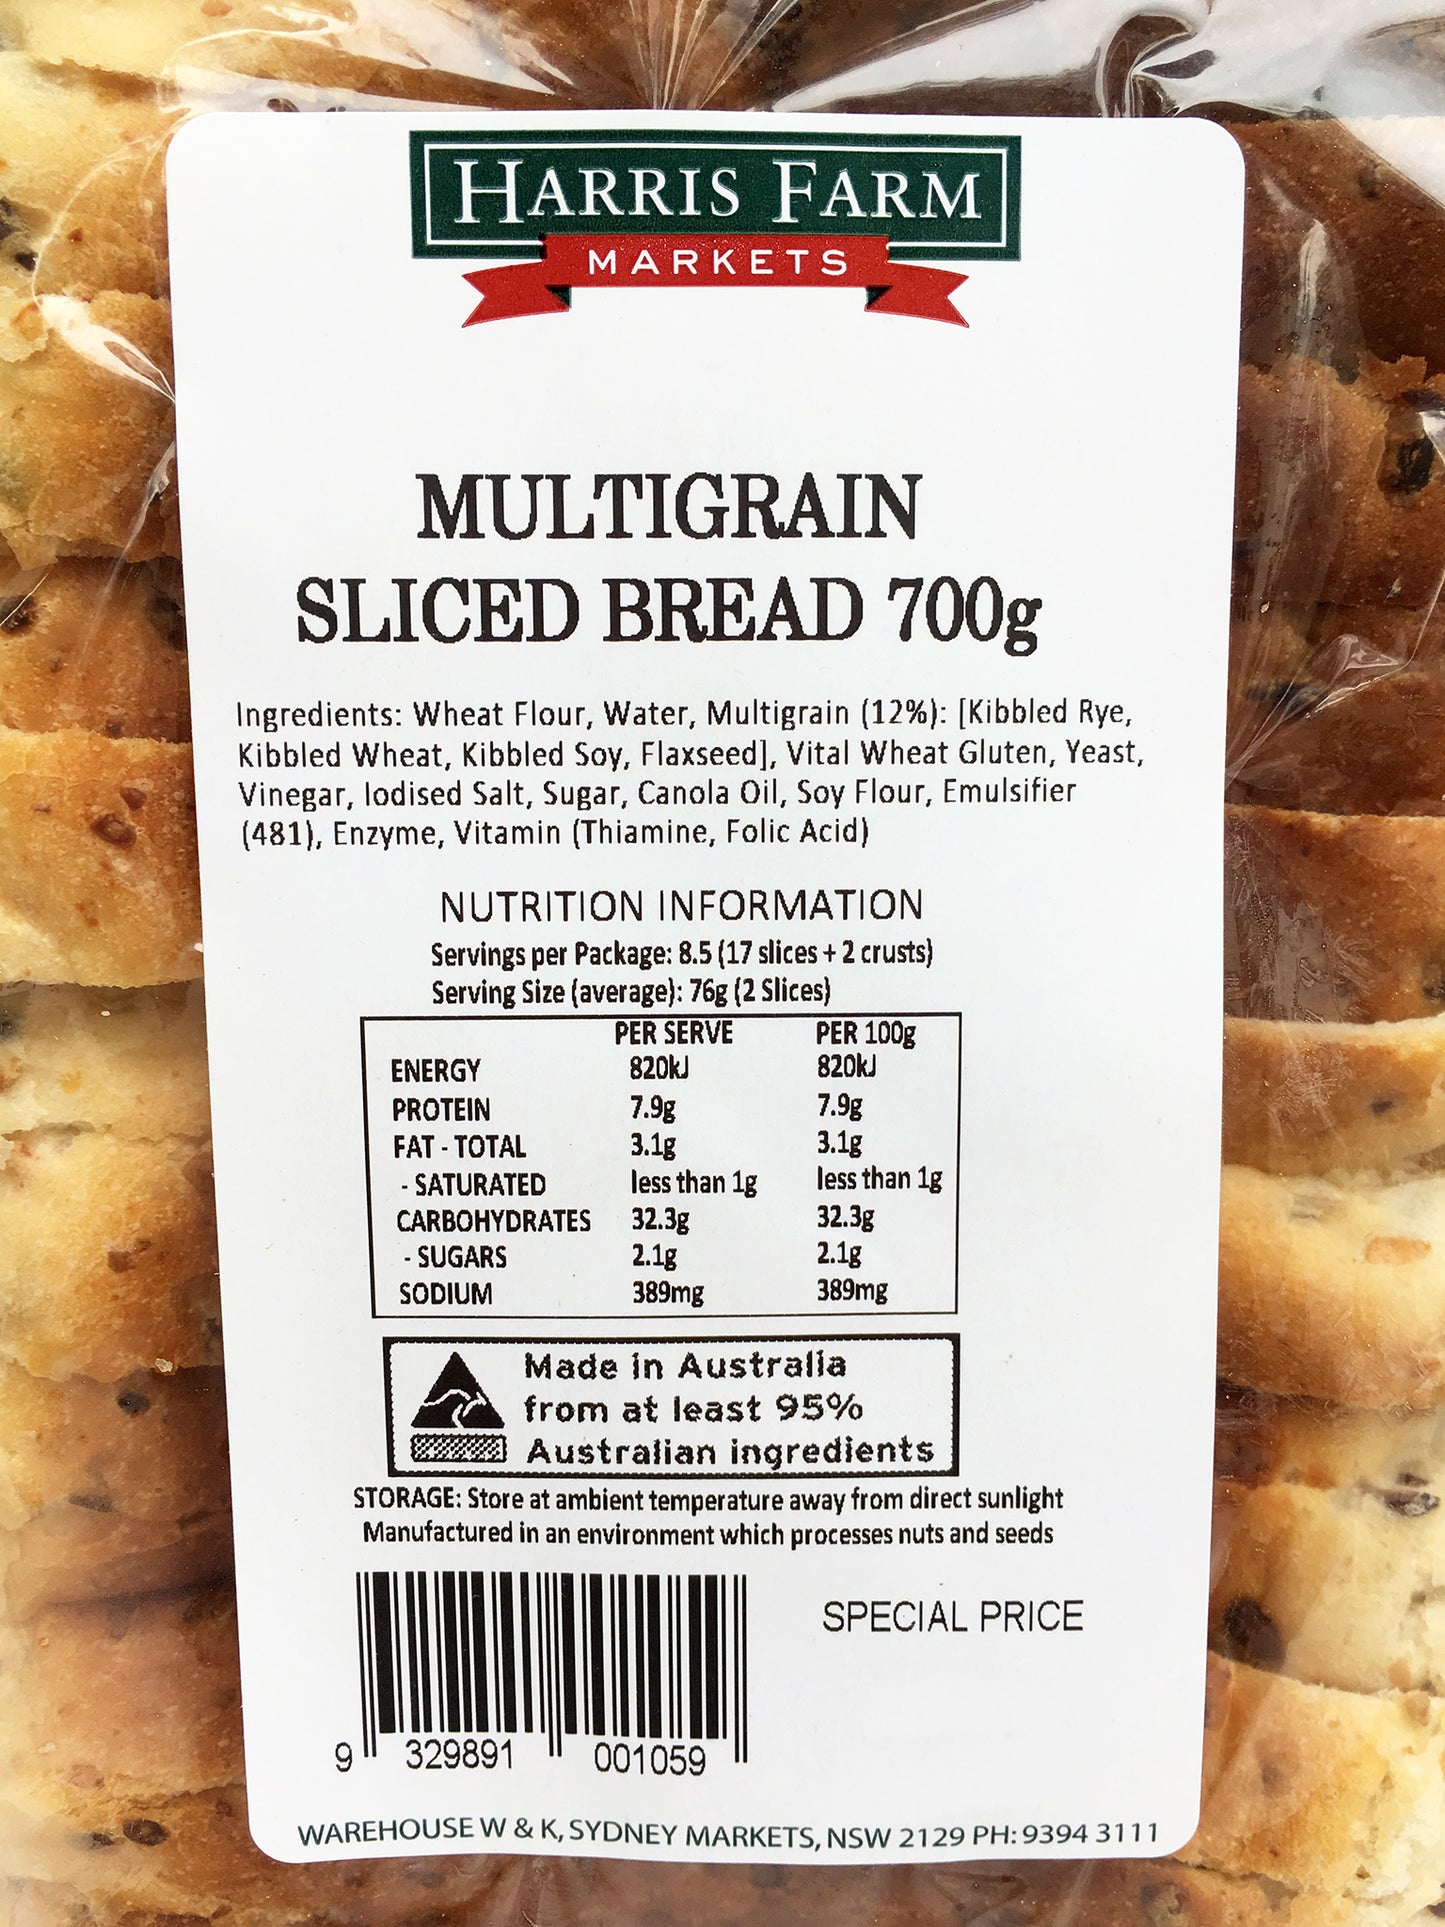 HARRIS FARM
MARKETS
MULTIGRAIN
SLICED BREAD 700g
Ingredients: Wheat Flour, Water, Multigrain (12%): [Kibbled Rye,
Kibbled Wheat, Kibbled Soy, Flaxseed], Vital Wheat Gluten, Yeast,
Vinegar, Iodised Salt, Sugar, Canola Oil, Soy Flour, Emulsifier
(481), Enzyme, Vitamin (Thiamine, Folic Acid)
NUTRITION INFORMATION
Servings per Package: 8.5 (17 slices + 2 crusts)
Serving Size (average): 76g (2 Slices)
PER SERVE PER 100g
ENERGY 820kJ 820kJ
PROTEIN 7.9g 7.9g
FAT - TOTAL 3.1g 3.1g
- SATURATED less than 1g less than 1g
CARBOHYDRATES 32.3g 32.3g
- SUGARS 2.1g 2.1g
SODIUM 389mg 389mg
Made in Australia
from at least 95%
Australian ingredients
STORAGE: Store at ambient temperature away from direct sunlight
Manufactured in an environment which processes nuts and seeds
SPECIAL PRICE
9 329891 001059
WAREHOUSE W & K, SYDNEY MARKETS, NSW 2129 PH: 9394 3111